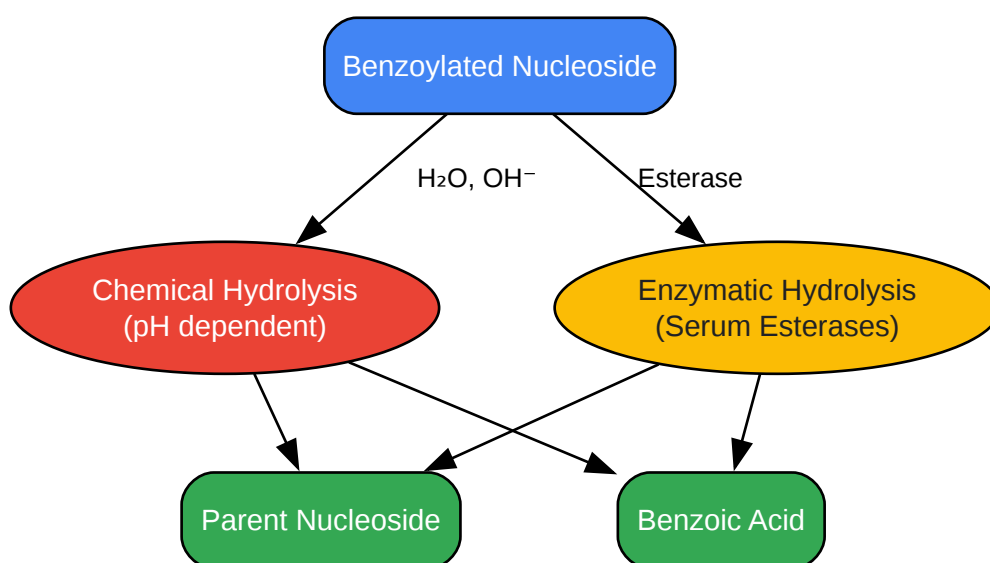 Benzoylated Nucleoside
H₂O, OH⁻
Esterase
Chemical Hydrolysis
(pH dependent)
Enzymatic Hydrolysis
(Serum Esterases)
Parent Nucleoside
Benzoic Acid